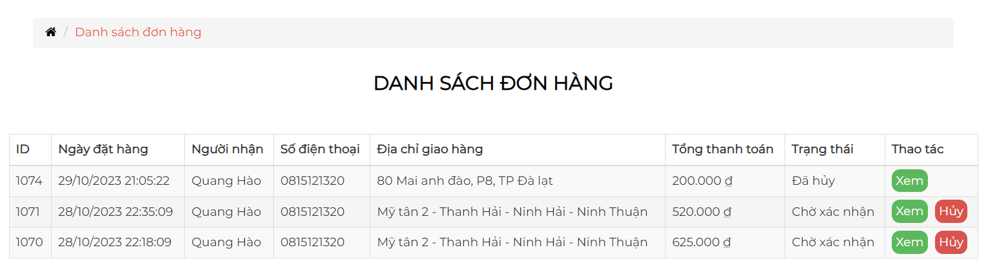 / Danh sách đơn hàng
DANH SÁCH ĐƠN HÀNG
ID Ngày đặt hàng Người nhận Số điện thoại Địa chỉ giao hàng Tổng thanh toán Trạng thái Thao tác
1074 29/10/2023 21:05:22 Quang Hào 0815121320 80 Mai anh đào, P8, TP Đà lạt 200.000 ₫ Đã hủy Xem
1071 28/10/2023 22:35:09 Quang Hào 0815121320 Mỹ tân 2 - Thanh Hải - Ninh Hải - Ninh Thuận 520.000 ₫ Chờ xác nhận Xem Hủy
1070 28/10/2023 22:18:09 Quang Hào 0815121320 Mỹ tân 2 - Thanh Hải - Ninh Hải - Ninh Thuận 625.000 ₫ Chờ xác nhận Xem Hủy